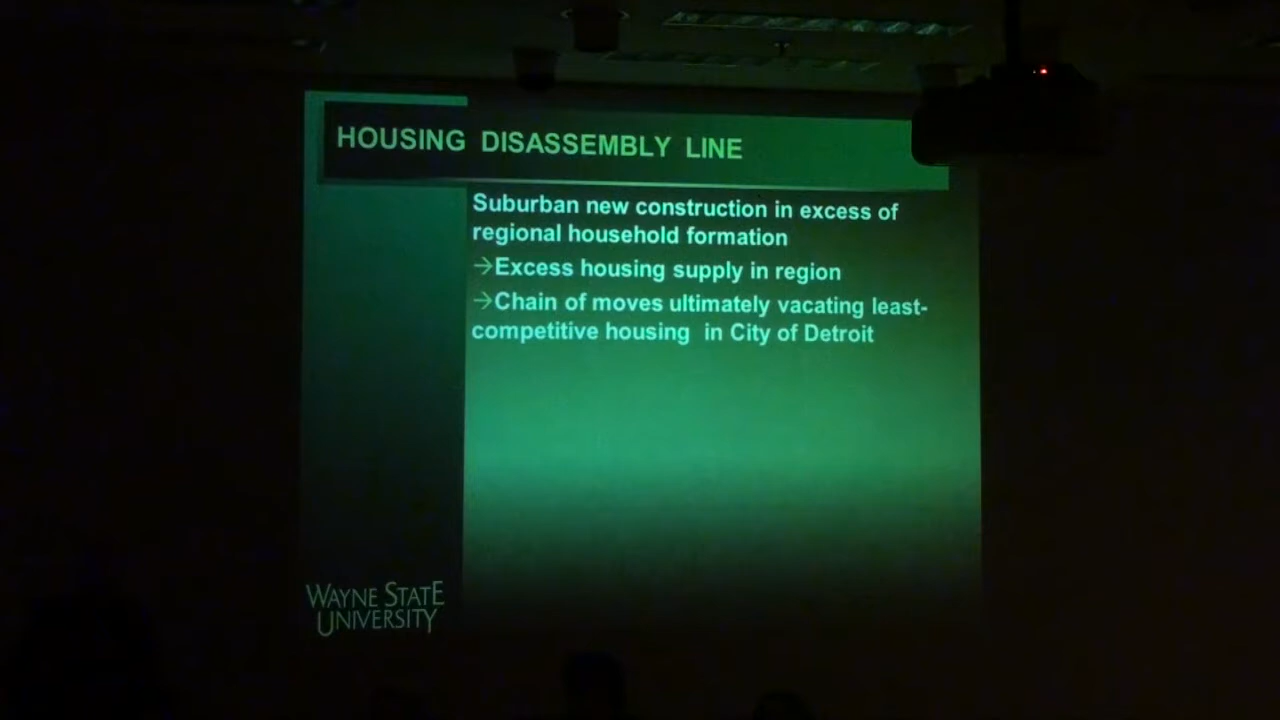 HOUSING DISASSEMBLY LINE
Suburban new construction in excess of
regional household formation
→Excess housing supply in region
→Chain of moves ultimately vacating least-
competitive housing in City of Detroit
WAYNE STATE
UNIVERSITY